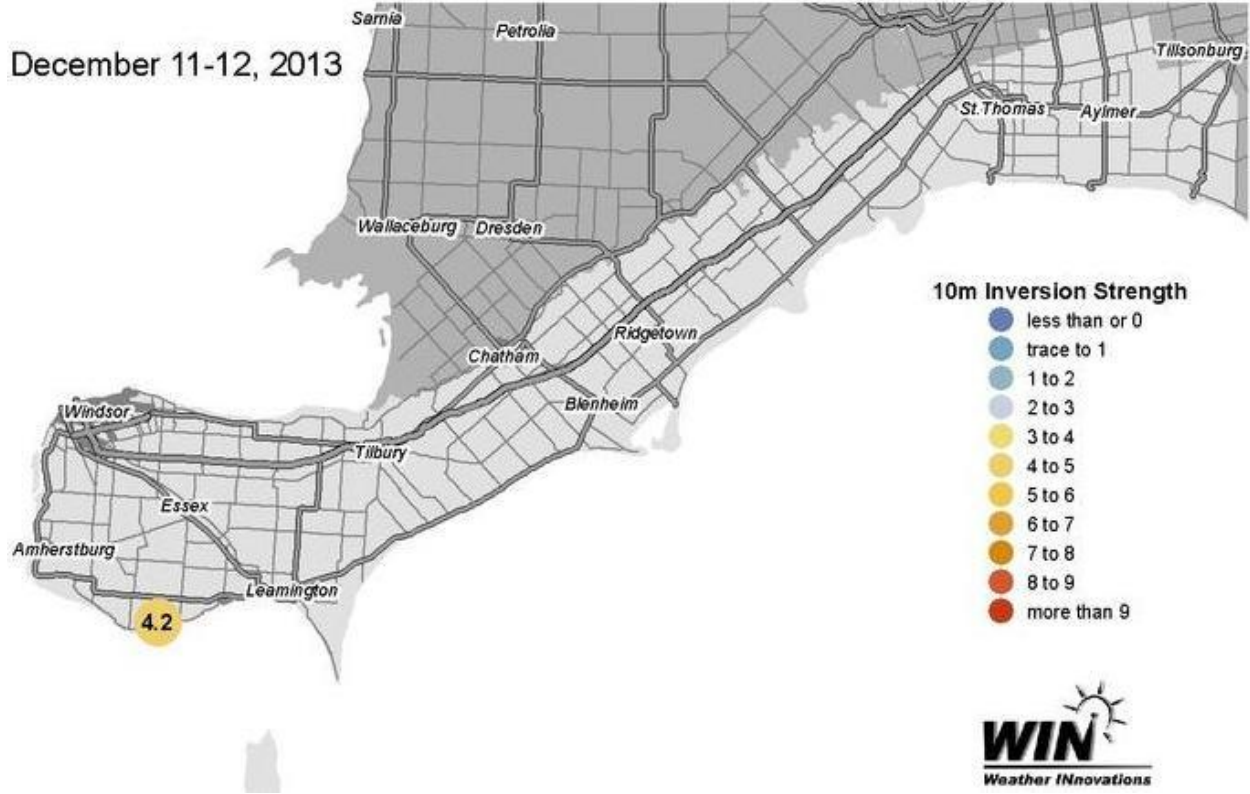 Sarnia
Petrolia
December 11-12, 2013
Tillsonburg
St.Thomas
Aylmer
Wallaceburg
Dresden
10m Inversion Strength
less than or 0
trace to 1
1 to 2
2 to 3
3 to 4
4 to 5
5 to 6
6 to 7
7 to 8
8 to 9
more than 9
Ridgetown
Chatham
Blenheim
Windsor
Tilbury
Essex
Amherstburg
Leamington
4.2
WIN
Weather INnovations